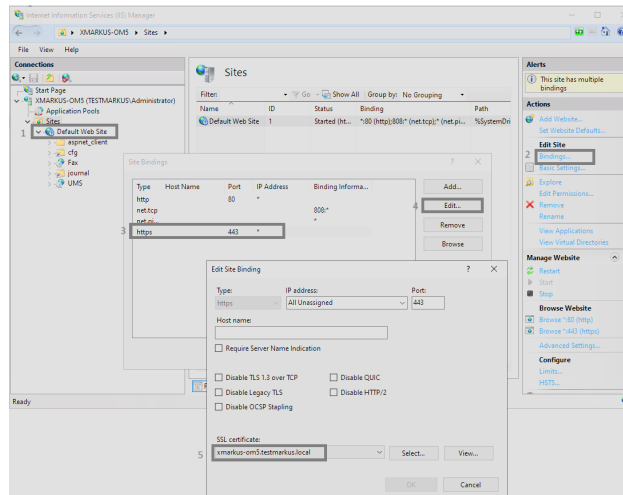 Internet Information Services (IIS) Manager
XMARKUS-OM5 Sites
File View Help
Connections
Start Page
XMARKUS-OM5 (TESTMARKUS\Administrator)
Application Pools
Sites
1 Default Web Site
aspnet_client
cfg
Fax
journal
UMS
Sites
Filter: Go Show All Group by: No Grouping
Name ID Status Binding Path
Default Web Site 1 Started (ht... *:80 (http);808:* (net.tcp);* (net.pi... %SystemDri
Alerts
This site has multiple
bindings
Actions
Add Website...
Set Website Defaults...
Edit Site
2 Bindings...
Basic Settings...
Explore
Edit Permissions...
Remove
Rename
View Applications
View Virtual Directories
Manage Website
Restart
Start
Stop
Browse Website
Browse *:80 (http)
Browse *:443 (https)
Advanced Settings...
Configure
Limits...
HSTS...
Site Bindings ? X
Type Host Name Port IP Address Binding Informa...
http 80 *
net.tcp 808:*
net.pi... *
3 https 443 *
Add...
4 Edit...
Remove
Browse
Edit Site Binding ? X
Type: IP address: Port:
https All Unassigned 443
Host name:
Require Server Name Indication
Disable TLS 1.3 over TCP Disable QUIC
Disable Legacy TLS Disable HTTP/2
Disable OCSP Stapling
SSL certificate:
5 xmarkus-om5.testmarkus.local Select... View...
OK Cancel
Ready